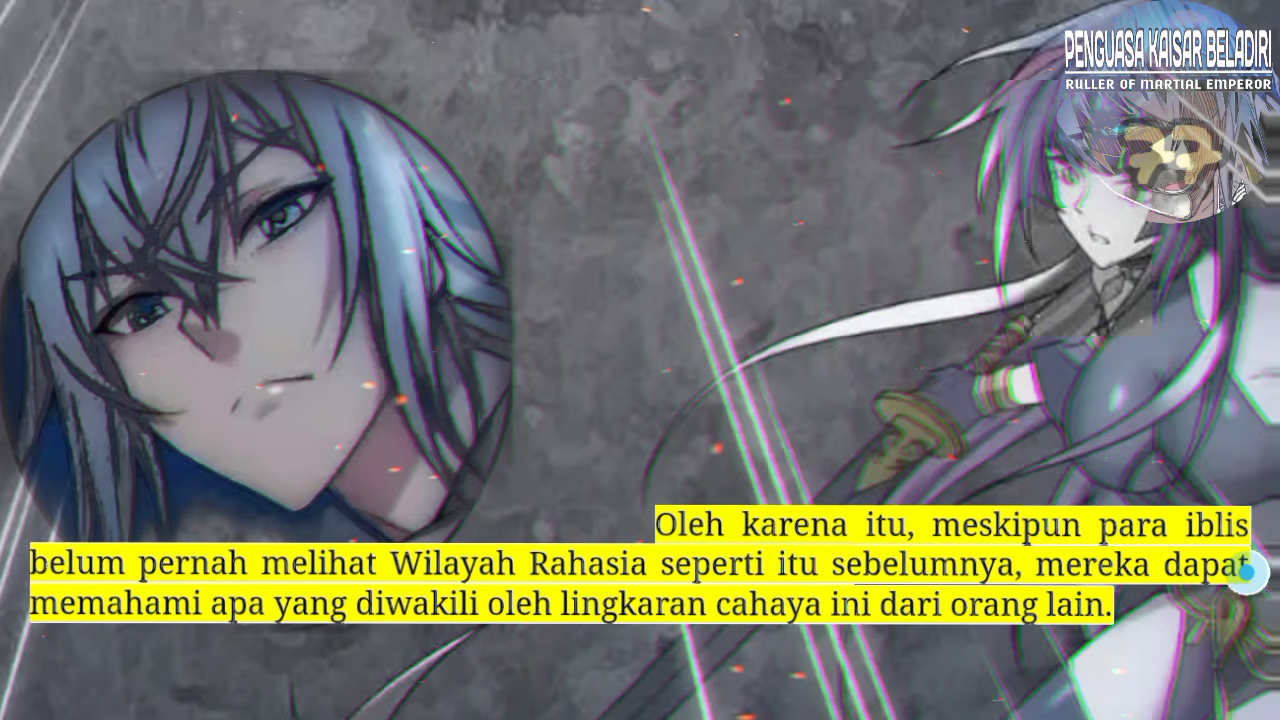 PENGUASA KAISAR BELADIRI
RULLER OF MARTIAL EMPEROR
Oleh karena itu, meskipun para iblis
belum pernah melihat Wilayah Rahasia seperti itu sebelumnya, mereka dapat
memahami apa yang diwakili oleh lingkaran cahaya ini dari orang lain.